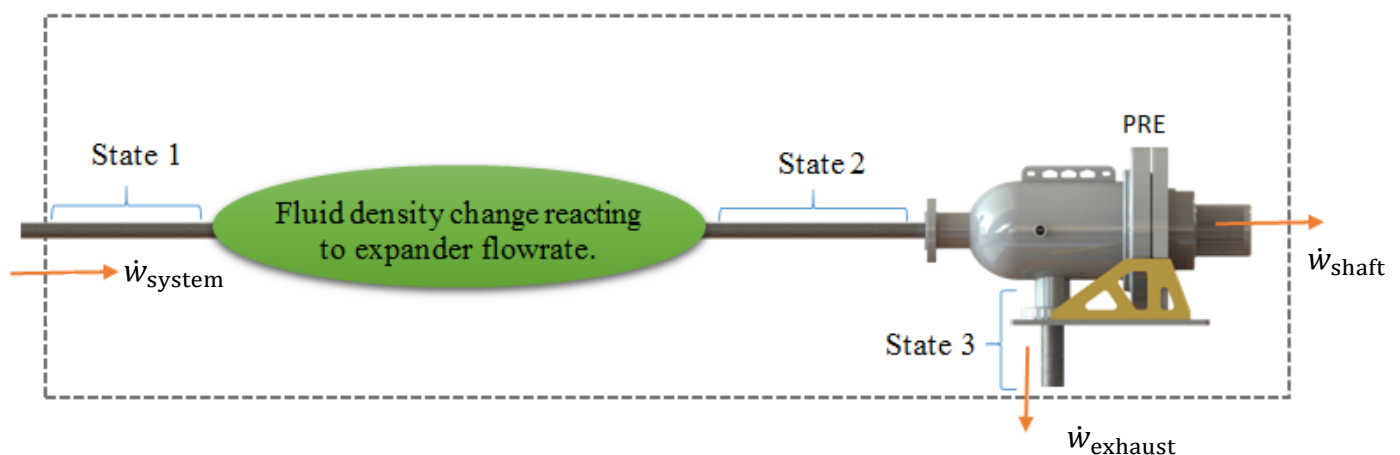 PRE
State 1
State 2
Fluid density change reacting
to expander flowrate.
ẇsystem
ẇshaft
State 3
ẇexhaust